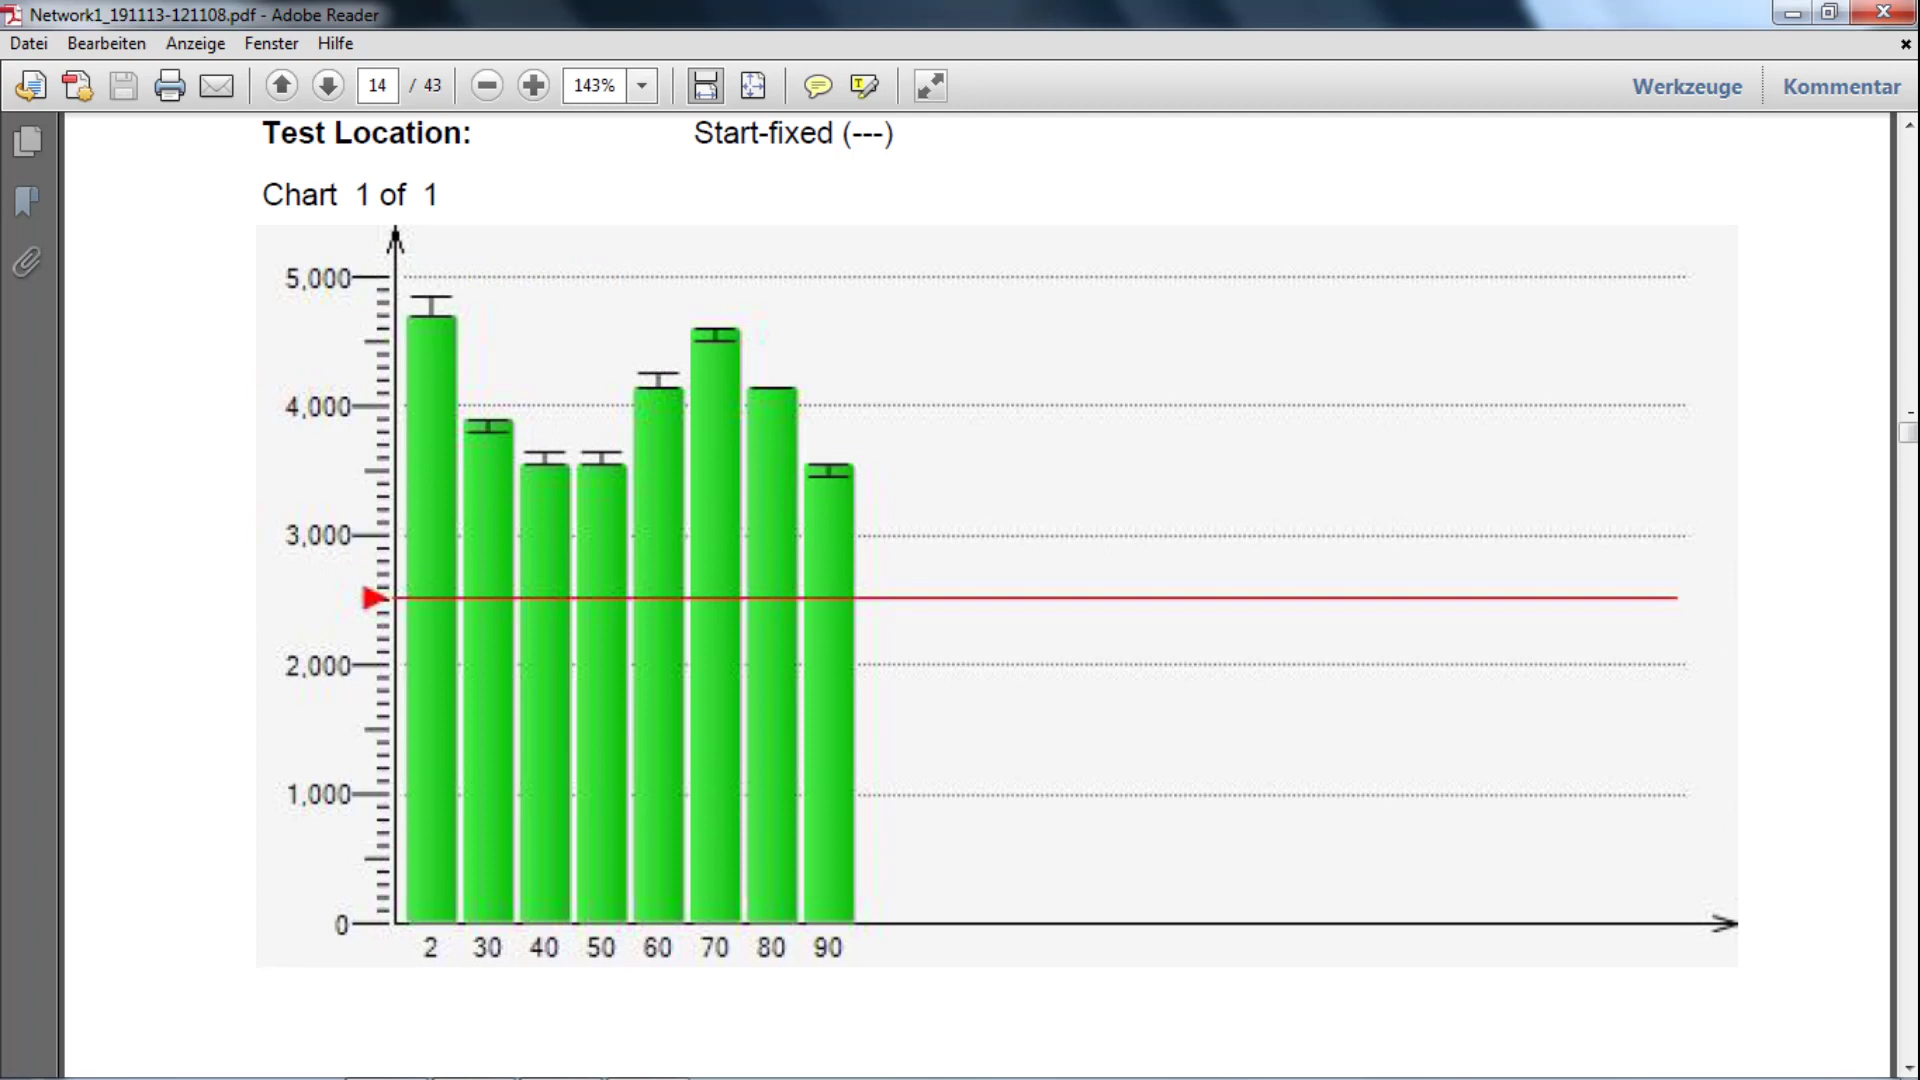 Network1_191113-121108.pdf - Adobe Reader
Datei Bearbeiten Anzeige Fenster Hilfe
14 / 43 143% Werkzeuge Kommentar
Test Location: Start-fixed (---)
Chart 1 of 1
5,000
4,000
3,000
2,000
1,000
0
2 30 40 50 60 70 80 90